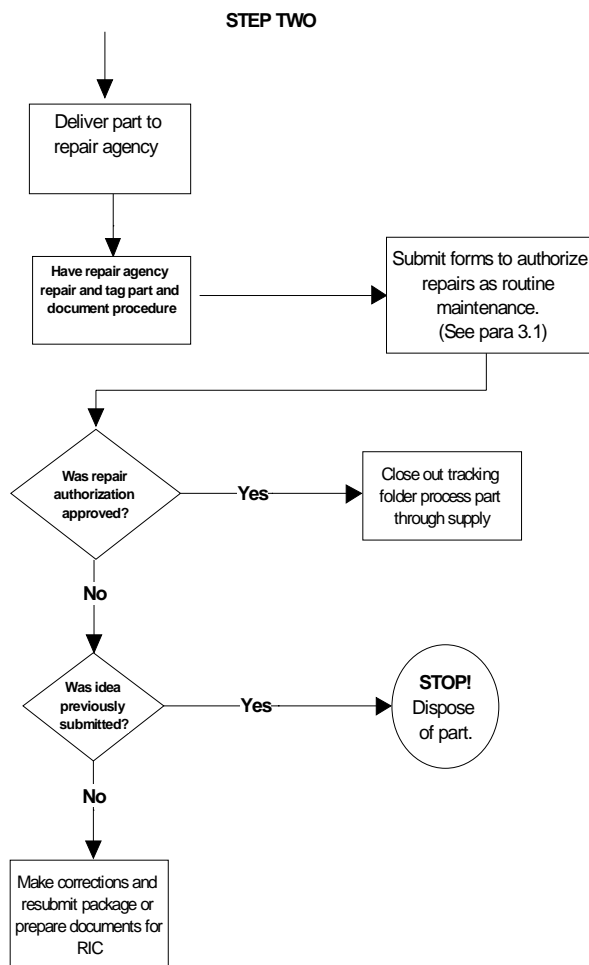 STEP TWO
Deliver part to
repair agency
Have repair agency
repair and tag part and
document procedure
Submit forms to authorize
repairs as routine
maintenance.
(See para 3.1)
Was repair
authorization
approved?
Yes
Close out tracking
folder process part
through supply
No
Was idea
previously
submitted?
Yes
STOP!
Dispose
of part.
No
Make corrections and
resubmit package or
prepare documents for
RIC